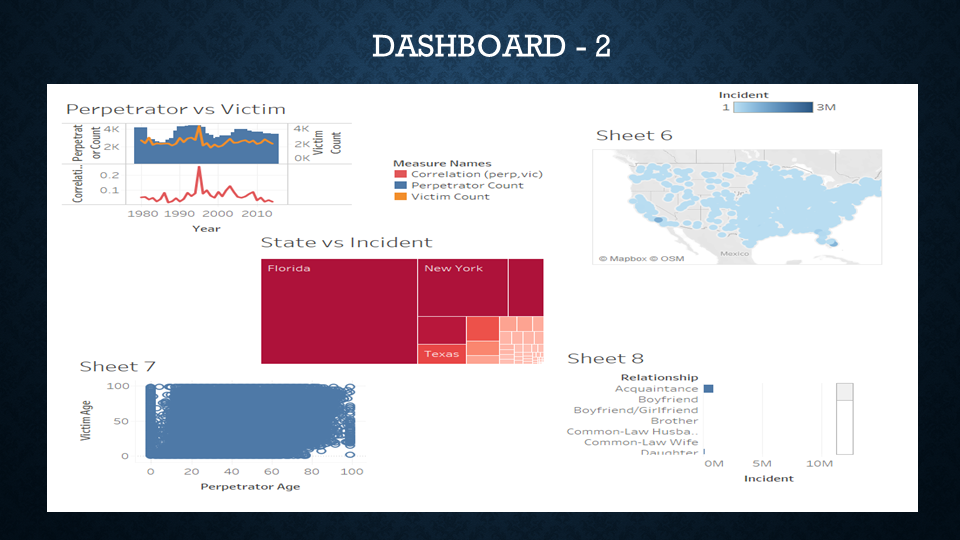 DASHBOARD - 2
Perpetrator vs Victim
Perpetrat
or Count
4K
2K
4K
2K
0K
Victim
Count
Correlati..
0.2
0.1
1980 1990 2000 2010
Year
Measure Names
Correlation (perp,vic)
Perpetrator Count
Victim Count
Incident
1 3M
Sheet 6
Mexico
© Mapbox © OSM
State vs Incident
Florida
New York
Texas
Sheet 7
Victim Age
100
50
0
0 20 40 60 80 100
Perpetrator Age
Sheet 8
Relationship
Acquaintance
Boyfriend
Boyfriend/Girlfriend
Brother
Common-Law Husba..
Common-Law Wife
Daughter
0M 5M 10M
Incident